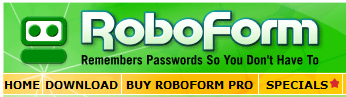 RoboForm
Remembers Passwords So You Don't Have To
HOME DOWNLOAD BUY ROBOFORM PRO SPECIALS